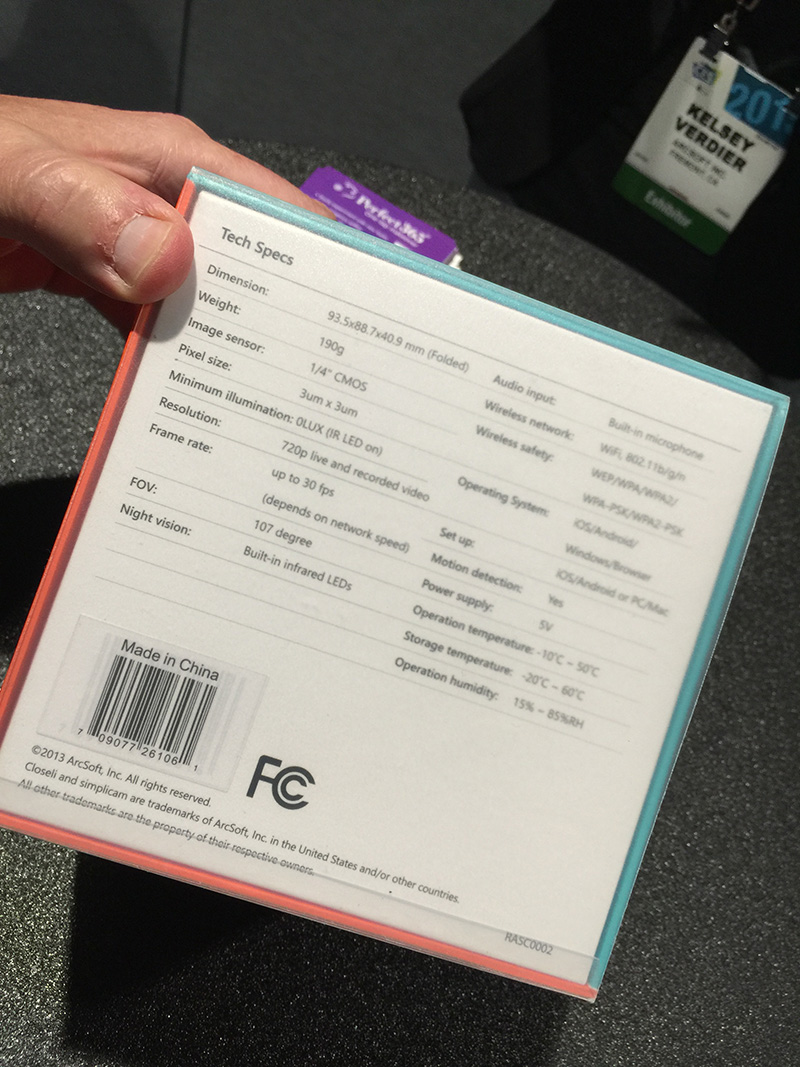 Tech Specs
Dimension: 93.5x88.7x40.9 mm (Folded)
Weight: 190g
Image sensor: 1/4" CMOS
Pixel size: 3um x 3um
Minimum illumination: 0LUX (IR LED on)
Resolution: 720p live and recorded video
Frame rate: up to 30 fps
(depends on network speed)
FOV: 107 degree
Night vision: Built-in infrared LEDs
Audio input: Built-in microphone
Wireless network: WiFi, 802.11b/g/n
Wireless safety: WEP/WPA/WPA2/
WPA-PSK/WPA2-PSK
Operating System: iOS/Android/
Windows/Browser
Set up: iOS/Android or PC/Mac
Motion detection: Yes
Power supply: 5V
Operation temperature: -10°C ~ 50°C
Storage temperature: -20°C ~ 60°C
Operation humidity: 15% ~ 85%RH
Made in China
7 09077 26106 1
FC
©2013 ArcSoft, Inc. All rights reserved.
Closeli and simplicam are trademarks of ArcSoft, Inc. in the United States and/or other countries.
All other trademarks are the property of their respective owners.
RASC0002
Perfect365
CES
201
KELSEY
VERDIER
ARCSOFT INC.
FREMONT, CA
Exhibitor